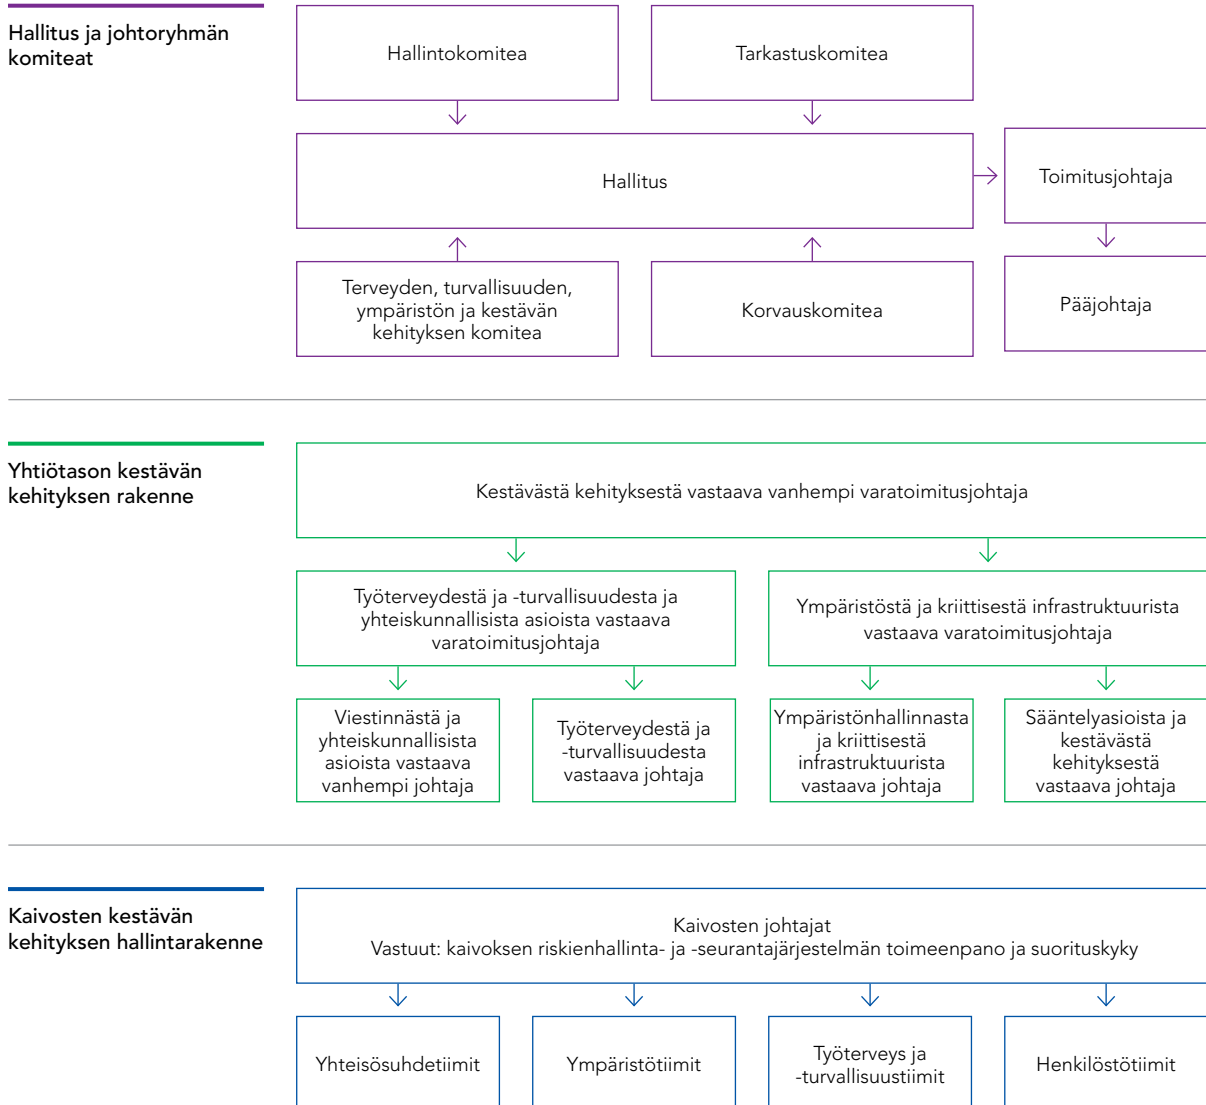 Hallitus ja johtoryhmän
komiteat
Hallintokomitea
Tarkastuskomitea
Hallitus
Toimitusjohtaja
Terveyden, turvallisuuden,
ympäristön ja kestävän
kehityksen komitea
Korvauskomitea
Pääjohtaja
Yhtiötason kestävän
kehityksen rakenne
Kestävästä kehityksestä vastaava vanhempi varatoimitusjohtaja
Työterveydestä ja -turvallisuudesta ja
yhteiskunnallisista asioista vastaava
varatoimitusjohtaja
Ympäristöstä ja kriittisestä infrastruktuurista
vastaava varatoimitusjohtaja
Viestinnästä ja
yhteiskunnallisista
asioista vastaava
vanhempi johtaja
Työterveydestä ja
-turvallisuudesta
vastaava johtaja
Ympäristönhallinnasta
ja kriittisestä
infrastruktuurista
vastaava johtaja
Sääntelyasioista ja
kestävästä
kehityksestä
vastaava johtaja
Kaivosten kestävän
kehityksen hallintarakenne
Kaivosten johtajat
Vastuut: kaivoksen riskienhallinta- ja -seurantajärjestelmän toimeenpano ja suorituskyky
Yhteisösuhdetiimit
Ympäristötiimit
Työterveys ja
-turvallisuustiimit
Henkilöstötiimit